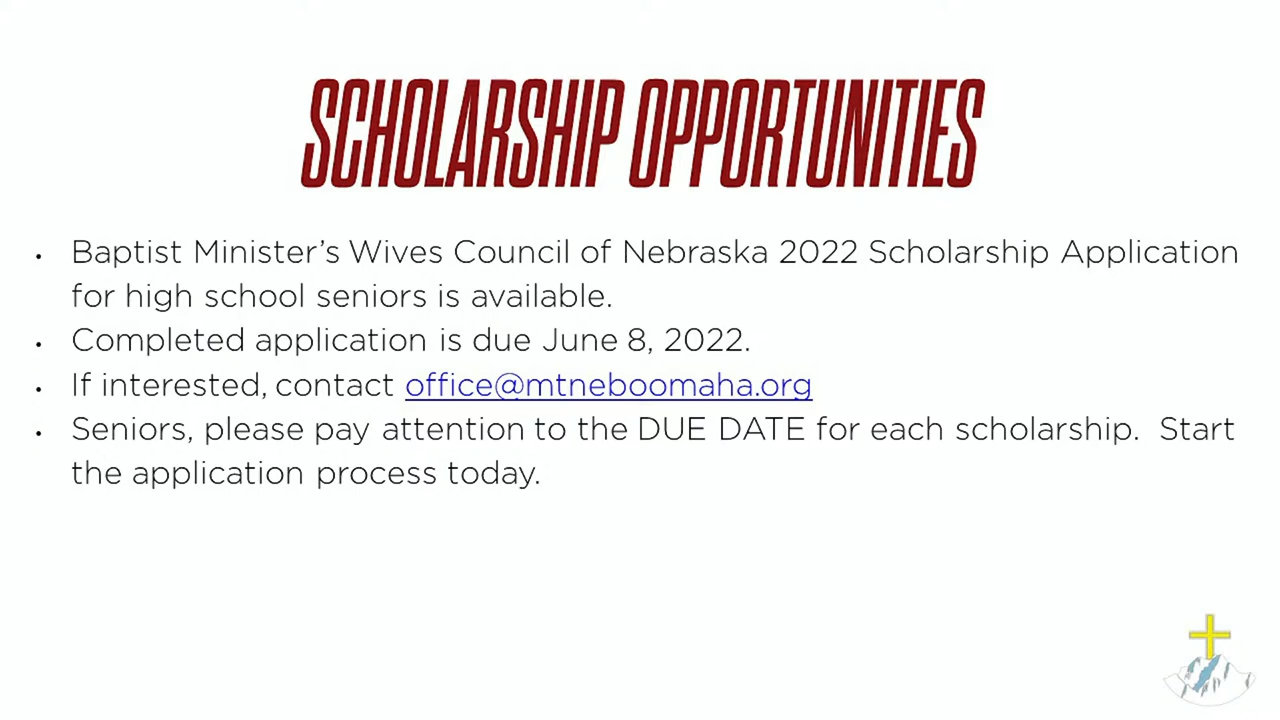 SCHOLARSHIP OPPORTUNITIES
• Baptist Minister’s Wives Council of Nebraska 2022 Scholarship Application
for high school seniors is available.
• Completed application is due June 8, 2022.
• If interested, contact office@mtneboomaha.org
• Seniors, please pay attention to the DUE DATE for each scholarship.  Start
the application process today.